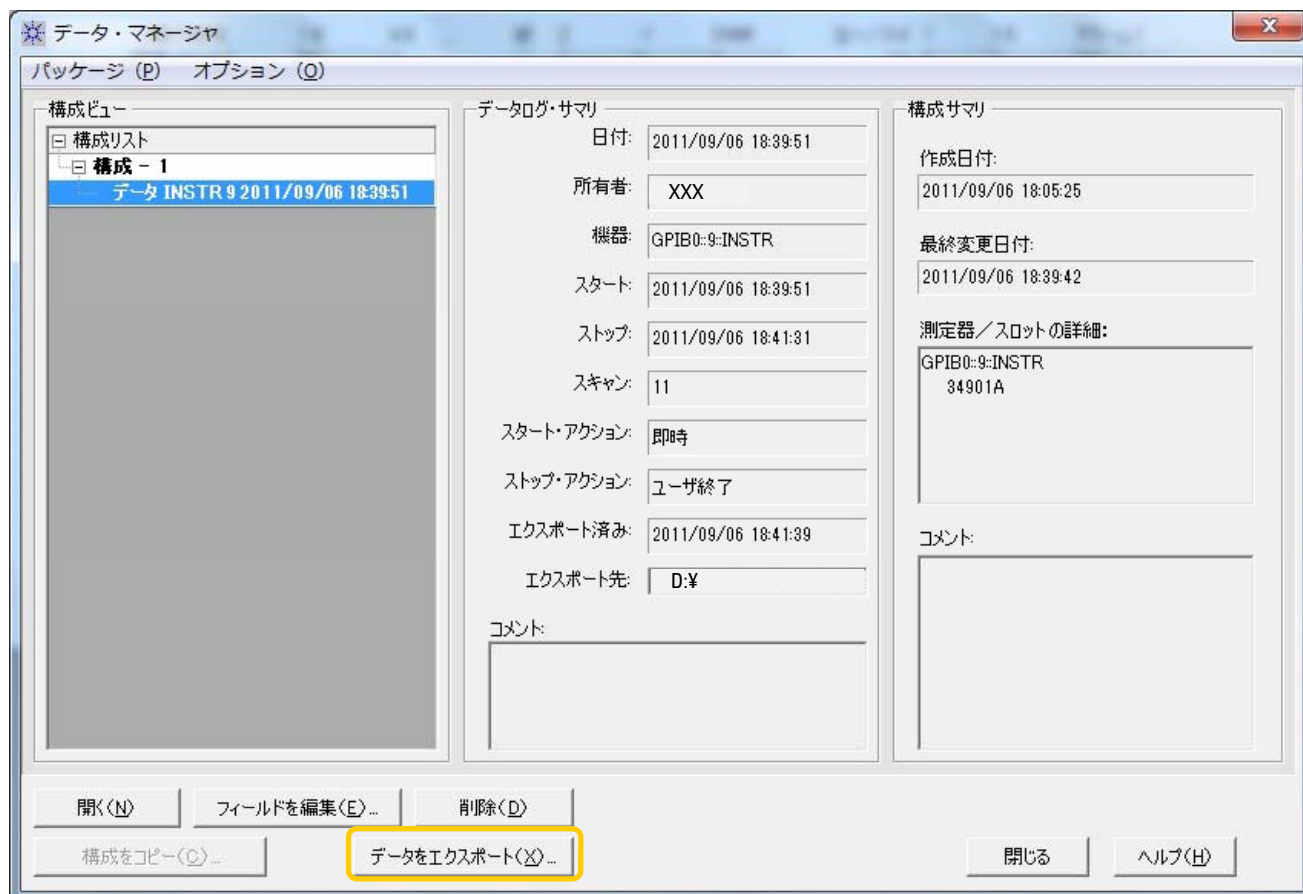 データ・マネージャ
パッケージ (P) オプション (O)
構成ビュー
構成リスト
構成 - 1
データ INSTR 9 2011/09/06 18:39:51
データログ・サマリ
日付: 2011/09/06 18:39:51
所有者: XXX
機器: GPIB0::9::INSTR
スタート: 2011/09/06 18:39:51
ストップ: 2011/09/06 18:41:31
スキャン: 11
スタート・アクション: 即時
ストップ・アクション: ユーザ終了
エクスポート済み: 2011/09/06 18:41:39
エクスポート先: D:¥
コメント:
構成サマリ
作成日付:
2011/09/06 18:05:25
最終変更日付:
2011/09/06 18:39:42
測定器/スロットの詳細:
GPIB0::9::INSTR
34901A
コメント:
開く(N) フィールドを編集(E)... 削除(D)
構成をコピー(C)... データをエクスポート(X)... 閉じる ヘルプ(H)